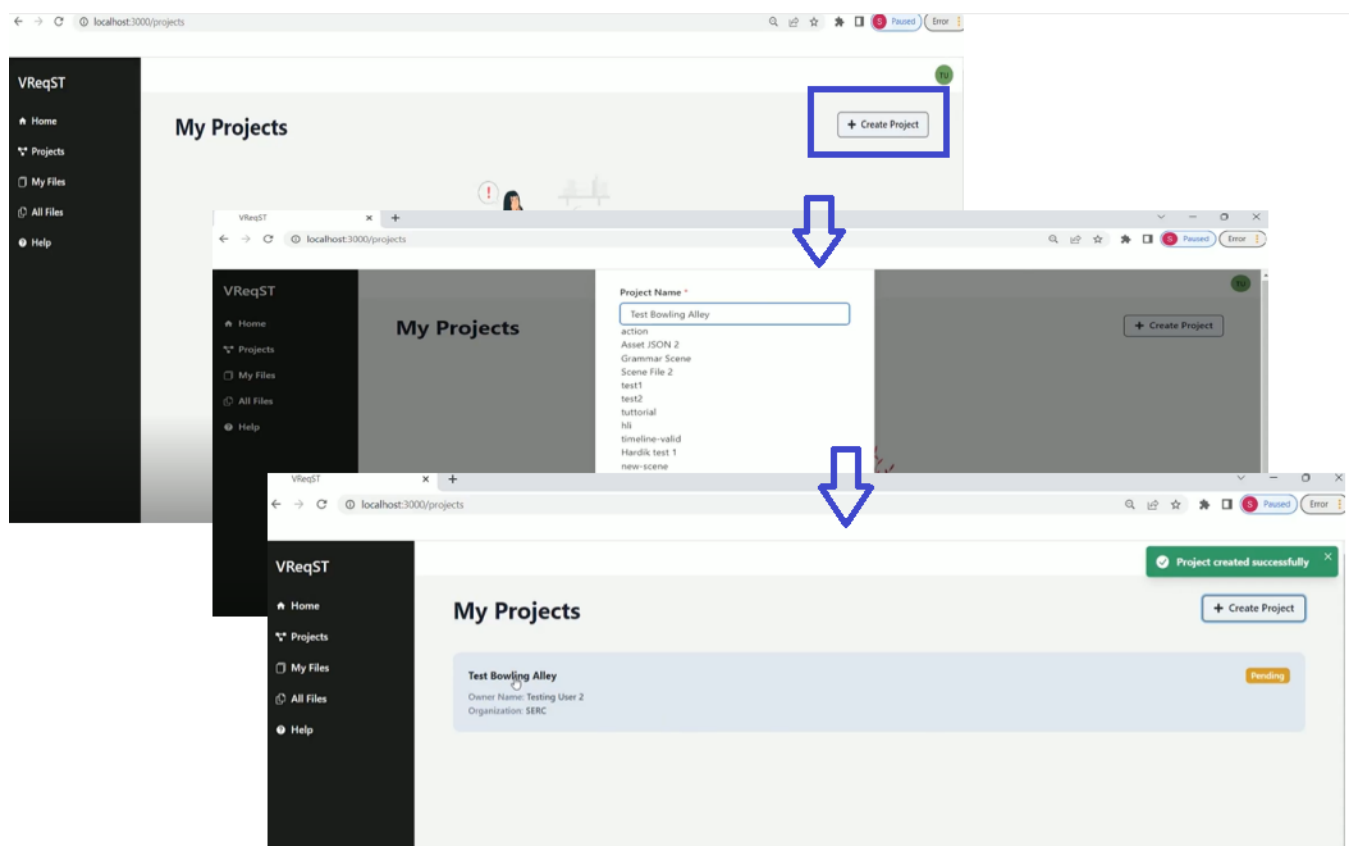 localhost:3000/projects
Paused
Error
VReqST
TU
Home
Projects
My Files
All Files
Help
My Projects
+ Create Project
VReqST
localhost:3000/projects
S Paused
Error
VReqST
Home
Projects
My Files
All Files
Help
My Projects
TU
+ Create Project
Project Name *
Test Bowling Alley
action
Asset JSON 2
Grammar Scene
Scene File 2
test1
test2
tuttorial
hli
timeline-valid
Hardik test 1
new-scene
VReqST
localhost:3000/projects
S Paused
Error
VReqST
Project created successfully
Home
Projects
My Files
All Files
Help
My Projects
+ Create Project
Test Bowling Alley
Pending
Owner Name: Testing User 2
Organization: SERC